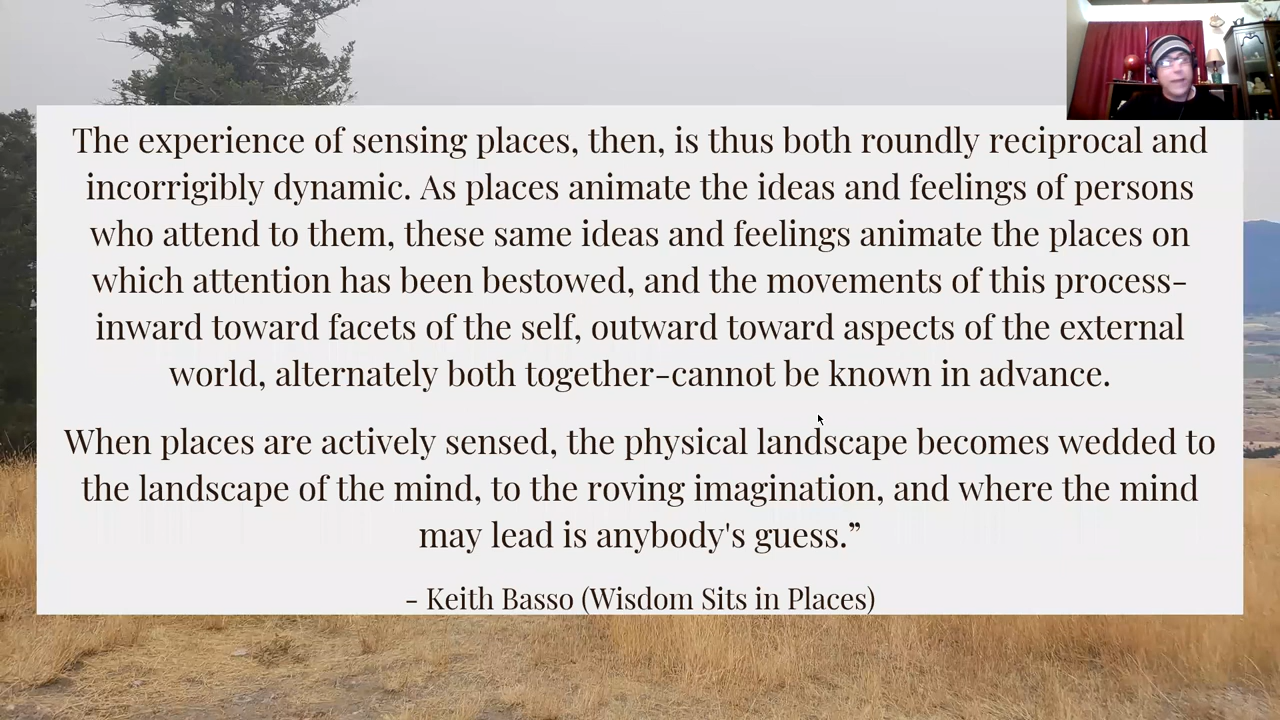 The experience of sensing places, then, is thus both roundly reciprocal and
incorrigibly dynamic. As places animate the ideas and feelings of persons
who attend to them, these same ideas and feelings animate the places on
which attention has been bestowed, and the movements of this process-
inward toward facets of the self, outward toward aspects of the external
world, alternately both together-cannot be known in advance.
When places are actively sensed, the physical landscape becomes wedded to
the landscape of the mind, to the roving imagination, and where the mind
may lead is anybody's guess.”
- Keith Basso (Wisdom Sits in Places)